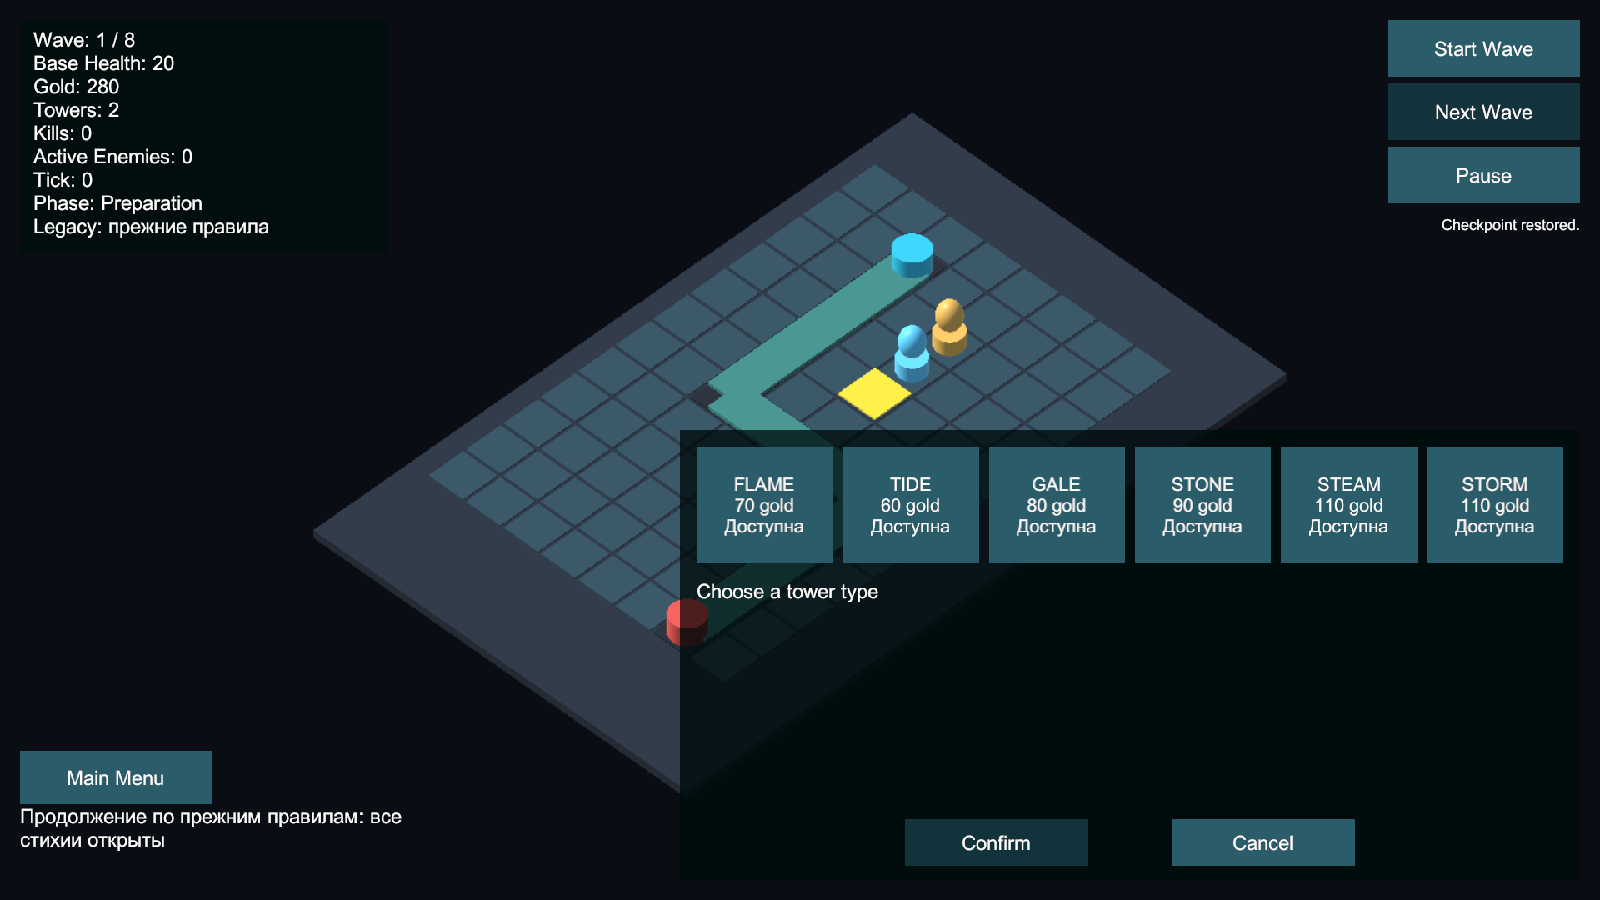 Wave: 1 / 8
Base Health: 20
Gold: 280
Towers: 2
Kills: 0
Active Enemies: 0
Tick: 0
Phase: Preparation
Legacy: прежние правила
Start Wave
Next Wave
Pause
Checkpoint restored.
FLAME
70 gold
Доступна
TIDE
60 gold
Доступна
GALE
80 gold
Доступна
STONE
90 gold
Доступна
STEAM
110 gold
Доступна
STORM
110 gold
Доступна
Choose a tower type
Confirm
Cancel
Main Menu
Продолжение по прежним правилам: все
стихии открыты